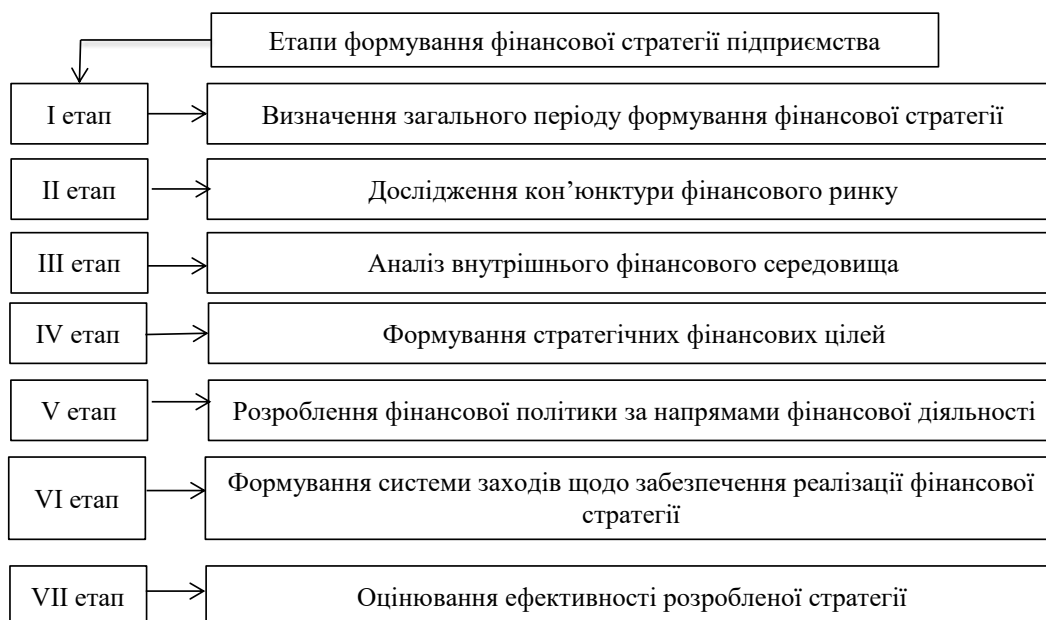 Етапи формування фінансової стратегії підприємства
І етап
Визначення загального періоду формування фінансової стратегії
ІІ етап
Дослідження кон’юнктури фінансового ринку
ІІІ етап
Аналіз внутрішнього фінансового середовища
IV етап
Формування стратегічних фінансових цілей
V етап
Розроблення фінансової політики за напрямами фінансової діяльності
VI етап
Формування системи заходів щодо забезпечення реалізації фінансової
стратегії
VII етап
Оцінювання ефективності розробленої стратегії